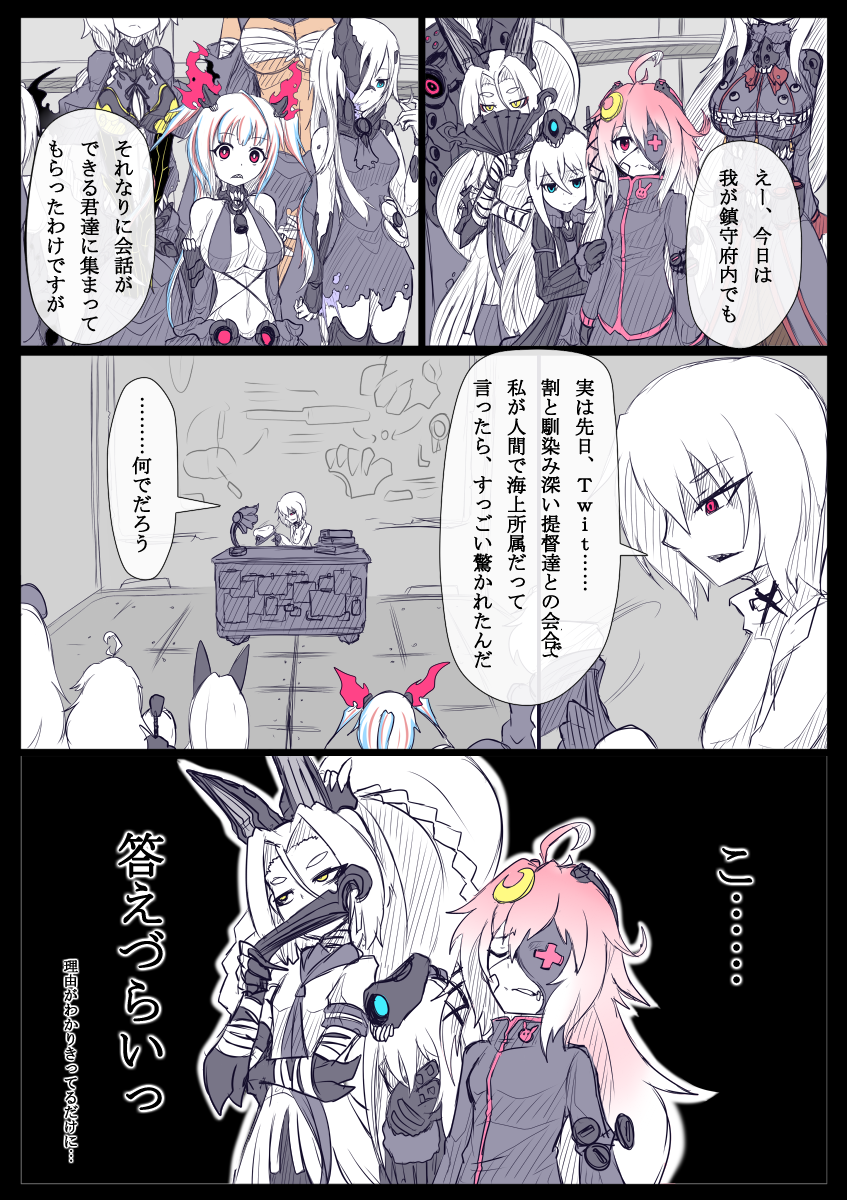 えー、今日は
我が鎮守府内でも
それなりに会話が
できる君達に集まって
もらったわけですが
実は先日、Ｔｗｉｔ……
割と馴染み深い提督達との会合で
私が人間で海上所属だって
言ったら、すっごい驚かれたんだ
………何でだろう
こ……
答えづらいっ
理由がわかりきってるだけに…